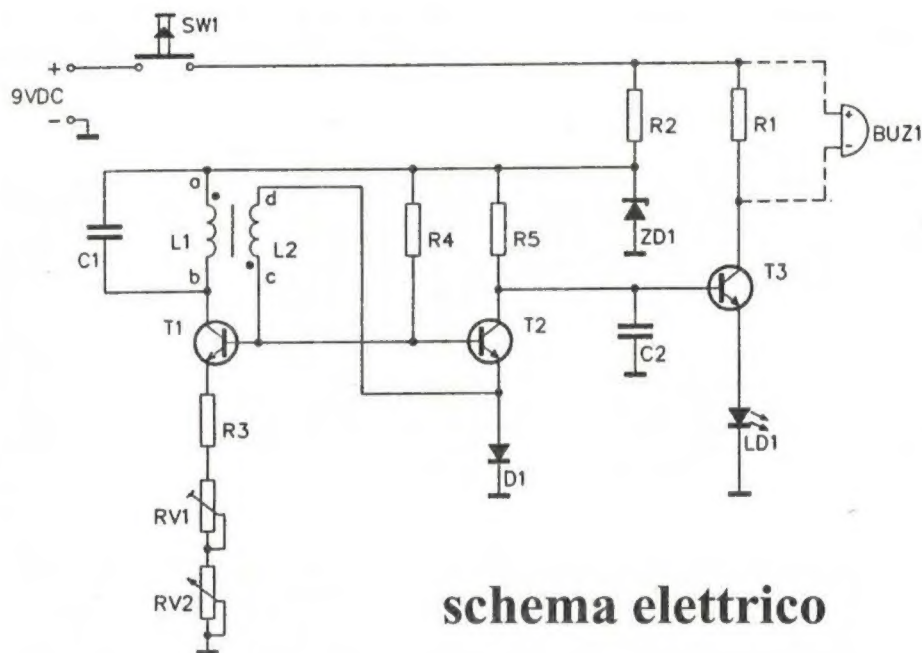 SW1
+
9VDC
-
R2
R1
+
BUZ1
-
a
d
C1
L1
L2
R4
R5
ZD1
b
c
T3
T1
T2
C2
R3
D1
LD1
RV1
RV2
schema elettrico